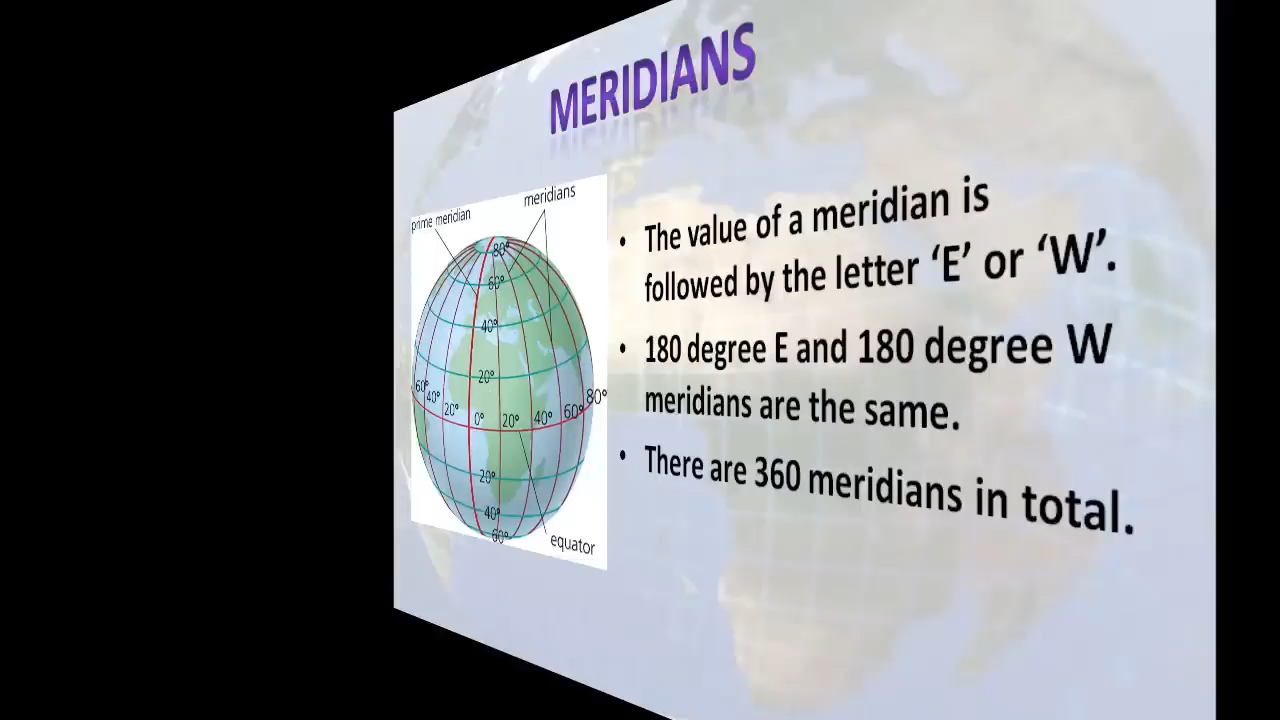 MERIDIANS
meridians
prime meridian
80°
60°
40°
20°
60° 40° 20° 0° 20° 40° 60° 80°
20°
40°
60°
equator
• The value of a meridian is
followed by the letter ‘E’ or ‘W’.
• 180 degree E and 180 degree W
meridians are the same.
• There are 360 meridians in total.